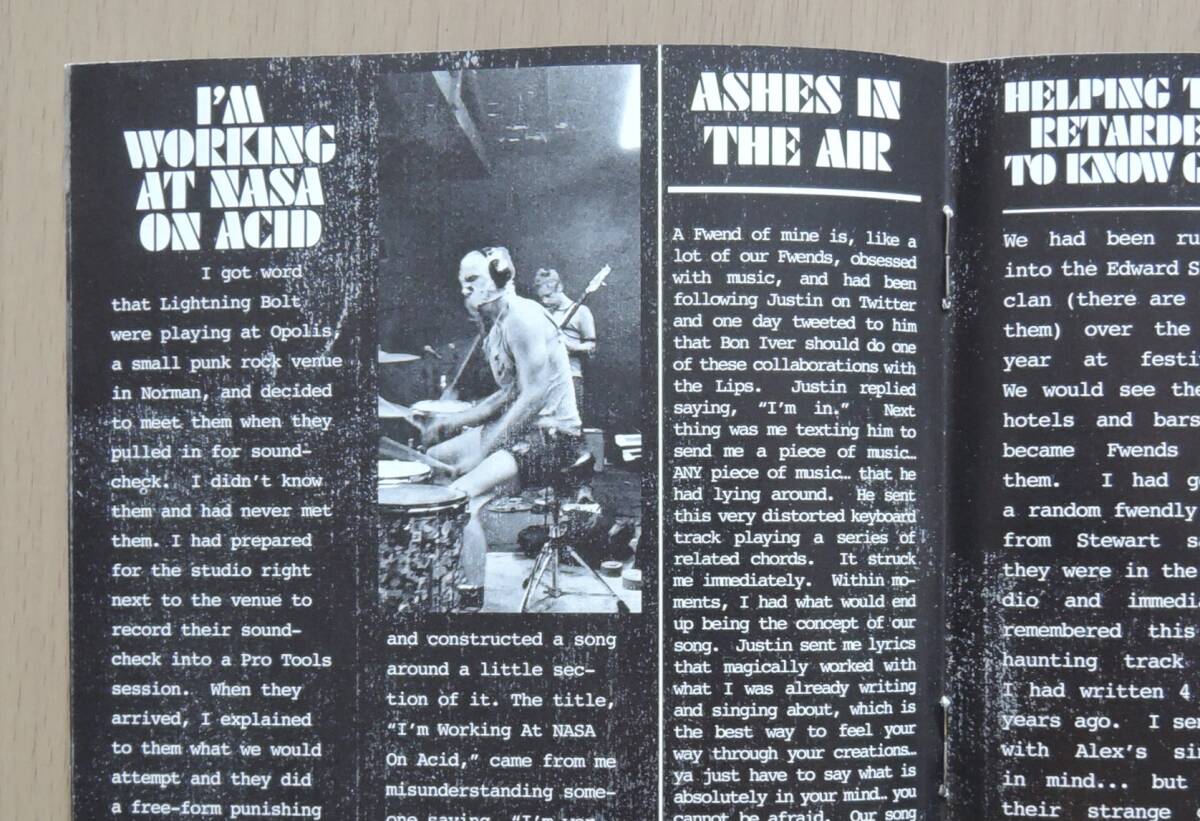 I'M
WORKING
AT NASA
ON ACID
I got word
that Lightning Bolt
were playing at Opolis,
a small punk rock venue
in Norman, and decided
to meet them when they
pulled in for sound-
check. I didn't know
them and had never met
them. I had prepared
for the studio right
next to the venue to
record their sound-
check into a Pro Tools
session. When they
arrived, I explained
to them what we would
attempt and they did
a free-form punishing
and constructed a song
around a little sec-
tion of it. The title,
"I'm Working At NASA
On Acid," came from me
misunderstanding some-
one saying, "I'm
ASHES IN
THE AIR
A Fwend of mine is, like a
lot of our Fwends, obsessed
with music, and had been
following Justin on Twitter
and one day tweeted to him
that Bon Iver should do one
of these collaborations with
the Lips. Justin replied
saying, "I'm in." Next
thing was me texting him to
send me a piece of music...
ANY piece of music... that he
had lying around. He sent
this very distorted keyboard
track playing a series of
related chords. It struck
me immediately. Within mo-
ments, I had what would end
up being the concept of our
song. Justin sent me lyrics
that magically worked with
what I was already writing
and singing about, which is
the best way to feel your
way through your creations...
ya just have to say what is
absolutely in your mind... you
cannot be afraid. Our song
HELPING T
RETARDE
TO KNOW G
We had been ru
into the Edward S
clan (there are
them) over the
year at festi
We would see the
hotels and bars
became Fwends
them. I had g
a random fwendly
from Stewart s
they were in the
dio and immedi
remembered this
haunting track
I had written 4
years ago. I se
with Alex's si
in mind... but
their strange